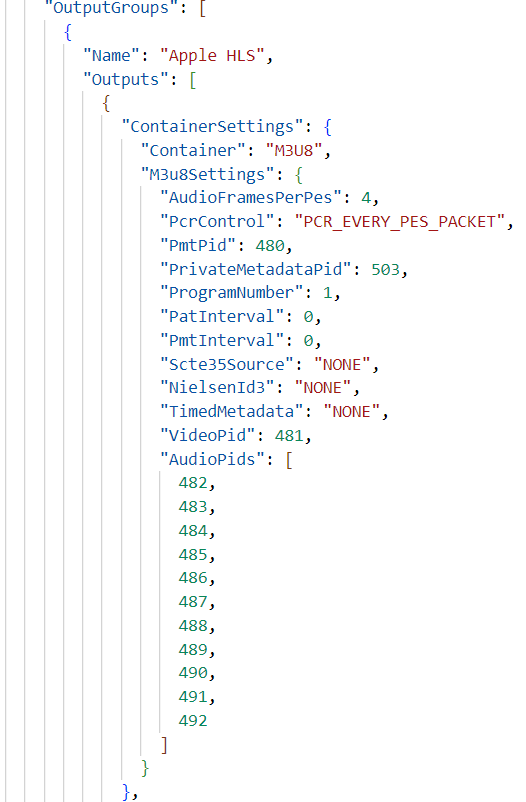 "OutputGroups": [
{
"Name": "Apple HLS",
"Outputs": [
{
"ContainerSettings": {
"Container": "M3U8",
"M3u8Settings": {
"AudioFramesPerPes": 4,
"PcrControl": "PCR_EVERY_PES_PACKET",
"PmtPid": 480,
"PrivateMetadataPid": 503,
"ProgramNumber": 1,
"PatInterval": 0,
"PmtInterval": 0,
"Scte35Source": "NONE",
"NielsenId3": "NONE",
"TimedMetadata": "NONE",
"VideoPid": 481,
"AudioPids": [
482,
483,
484,
485,
486,
487,
488,
489,
490,
491,
492
]
}
},